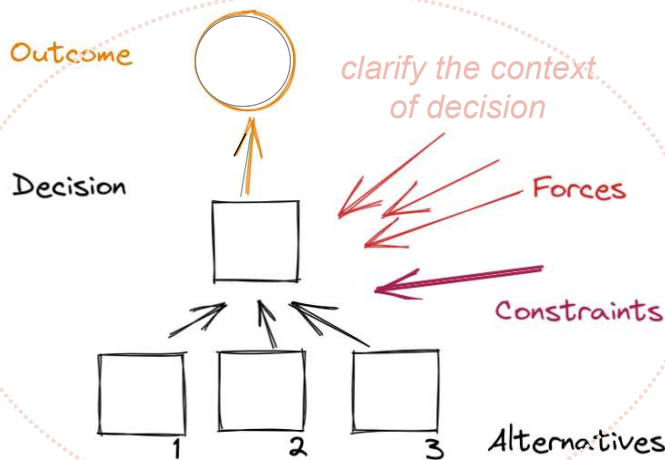 Outcome
clarify the context
of decision
Decision
Forces
Constraints
1
2
3
Alternatives